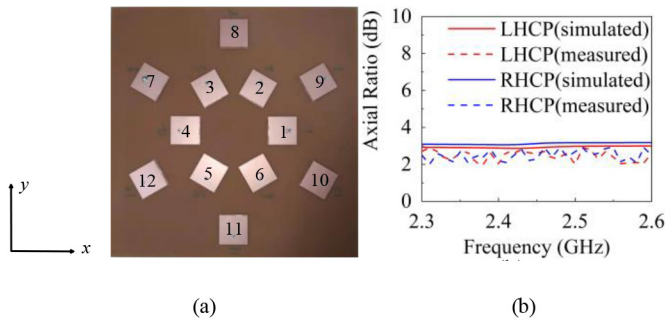 8
7
3
2
9
4
1
12
5
6
10
11
y
x
(a)
Axial Ratio (dB)
10
8
6
4
2
0
LHCP(simulated)
LHCP(measured)
RHCP(simulated)
RHCP(measured)
2.3
2.4
2.5
2.6
Frequency (GHz)
(b)